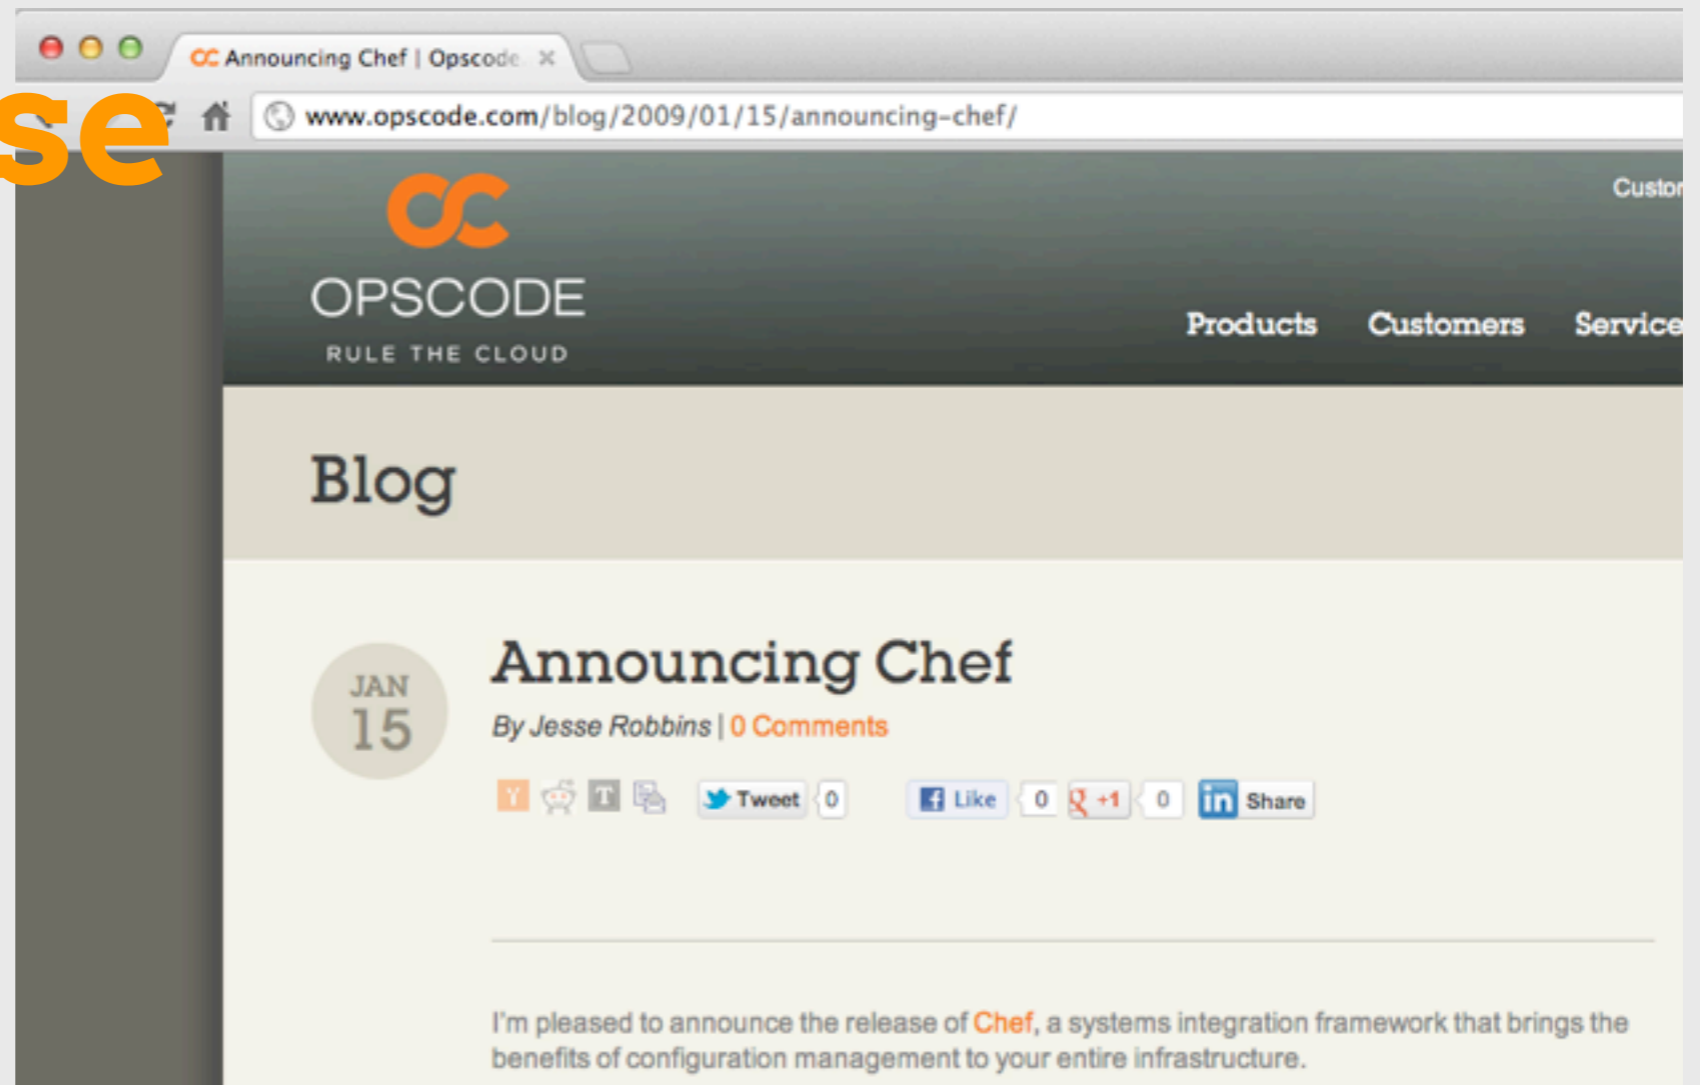 Announcing Chef | Opscode
se
www.opscode.com/blog/2009/01/15/announcing-chef/
OPSCODE
RULE THE CLOUD
Products Customers
Blog
JAN
15
Announcing Chef
By Jesse Robbins | 0 Comments
Y T Tweet 0 f Like 0 g +1 0 in Share
I'm pleased to announce the release of Chef, a systems integration framework that brings the
benefits of configuration management to your entire infrastructure.